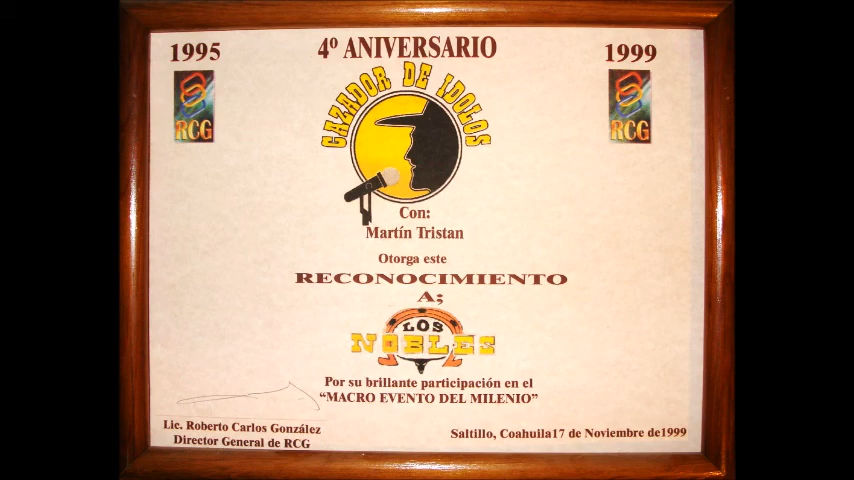 1995
4º ANIVERSARIO
1999
CAZADOR DE IDOLOS
RCG
RCG
Con:
Martín Tristan
Otorga este
RECONOCIMIENTO
A;
LOS
NOBLES
Por su brillante participación en el
“MACRO EVENTO DEL MILENIO”
Lic. Roberto Carlos González
Director General de RCG
Saltillo, Coahuila17 de Noviembre de1999